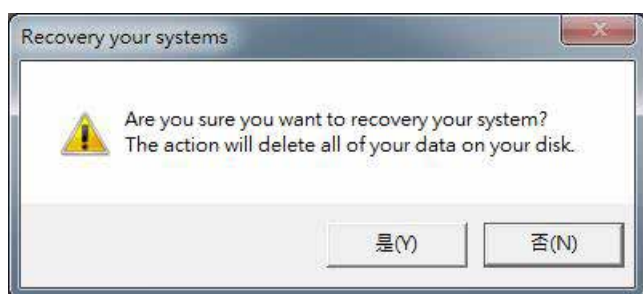 Recovery your systems
Are you sure you want to recovery your system?
The action will delete all of your data on your disk.
是(Y)
否(N)